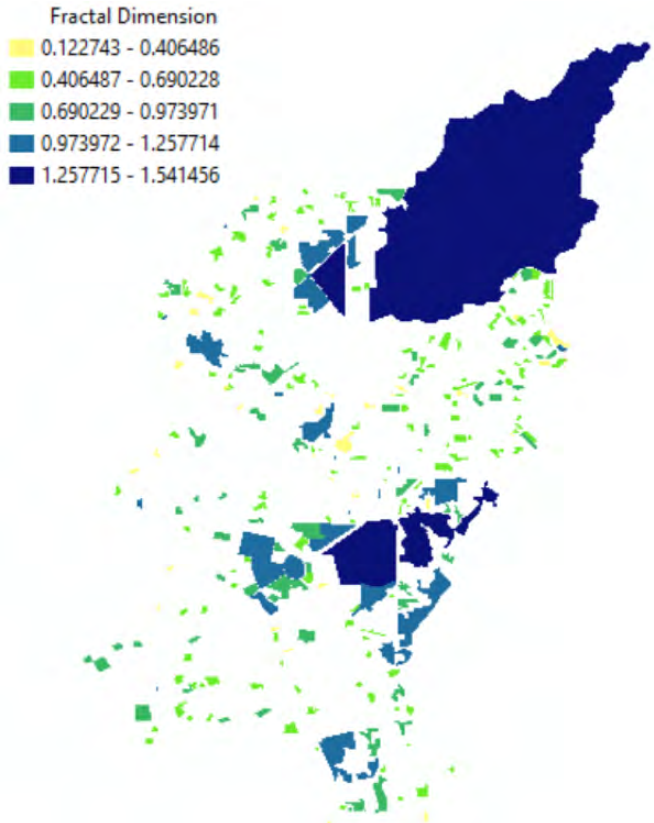 Fractal Dimension
0.122743 - 0.406486
0.406487 - 0.690228
0.690229 - 0.973971
0.973972 - 1.257714
1.257715 - 1.541456